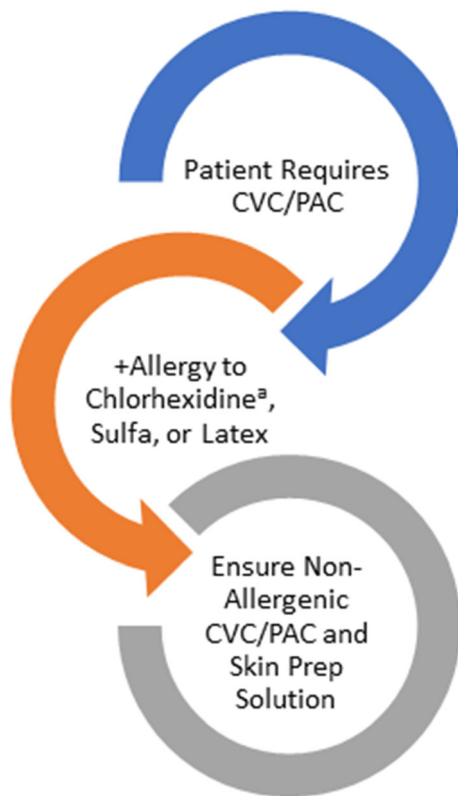 Patient Requires
CVC/PAC
+Allergy to
Chlorhexidineª,
Sulfa, or Latex
Ensure Non-
Allergenic
CVC/PAC and
Skin Prep
Solution